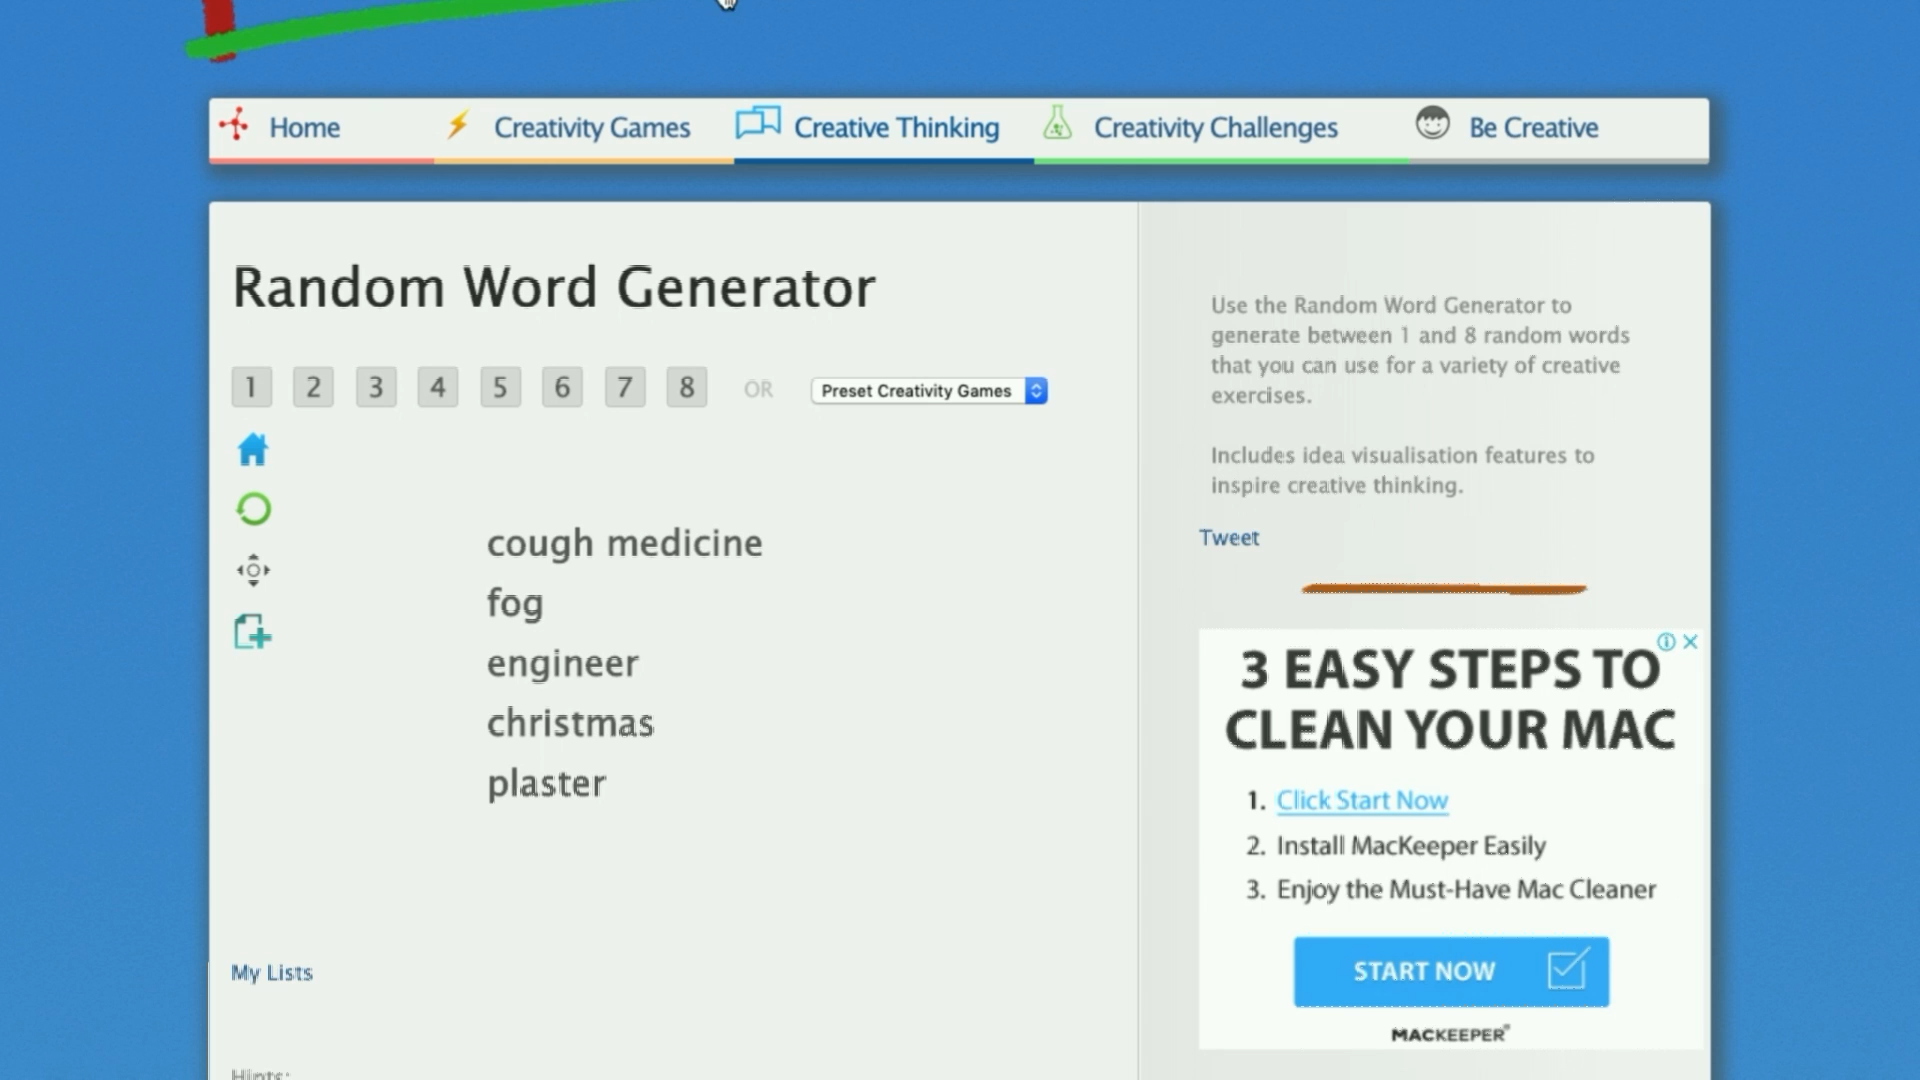 Home Creativity Games Creative Thinking Creativity Challenges Be Creative
Random Word Generator
1 2 3 4 5 6 7 8 OR Preset Creativity Games
cough medicine
fog
engineer
christmas
plaster
My Lists
Hints:
Use the Random Word Generator to
generate between 1 and 8 random words
that you can use for a variety of creative
exercises.
Includes idea visualisation features to
inspire creative thinking.
Tweet
3 EASY STEPS TO
CLEAN YOUR MAC
1. Click Start Now
2. Install MacKeeper Easily
3. Enjoy the Must-Have Mac Cleaner
START NOW
MACKEEPER®